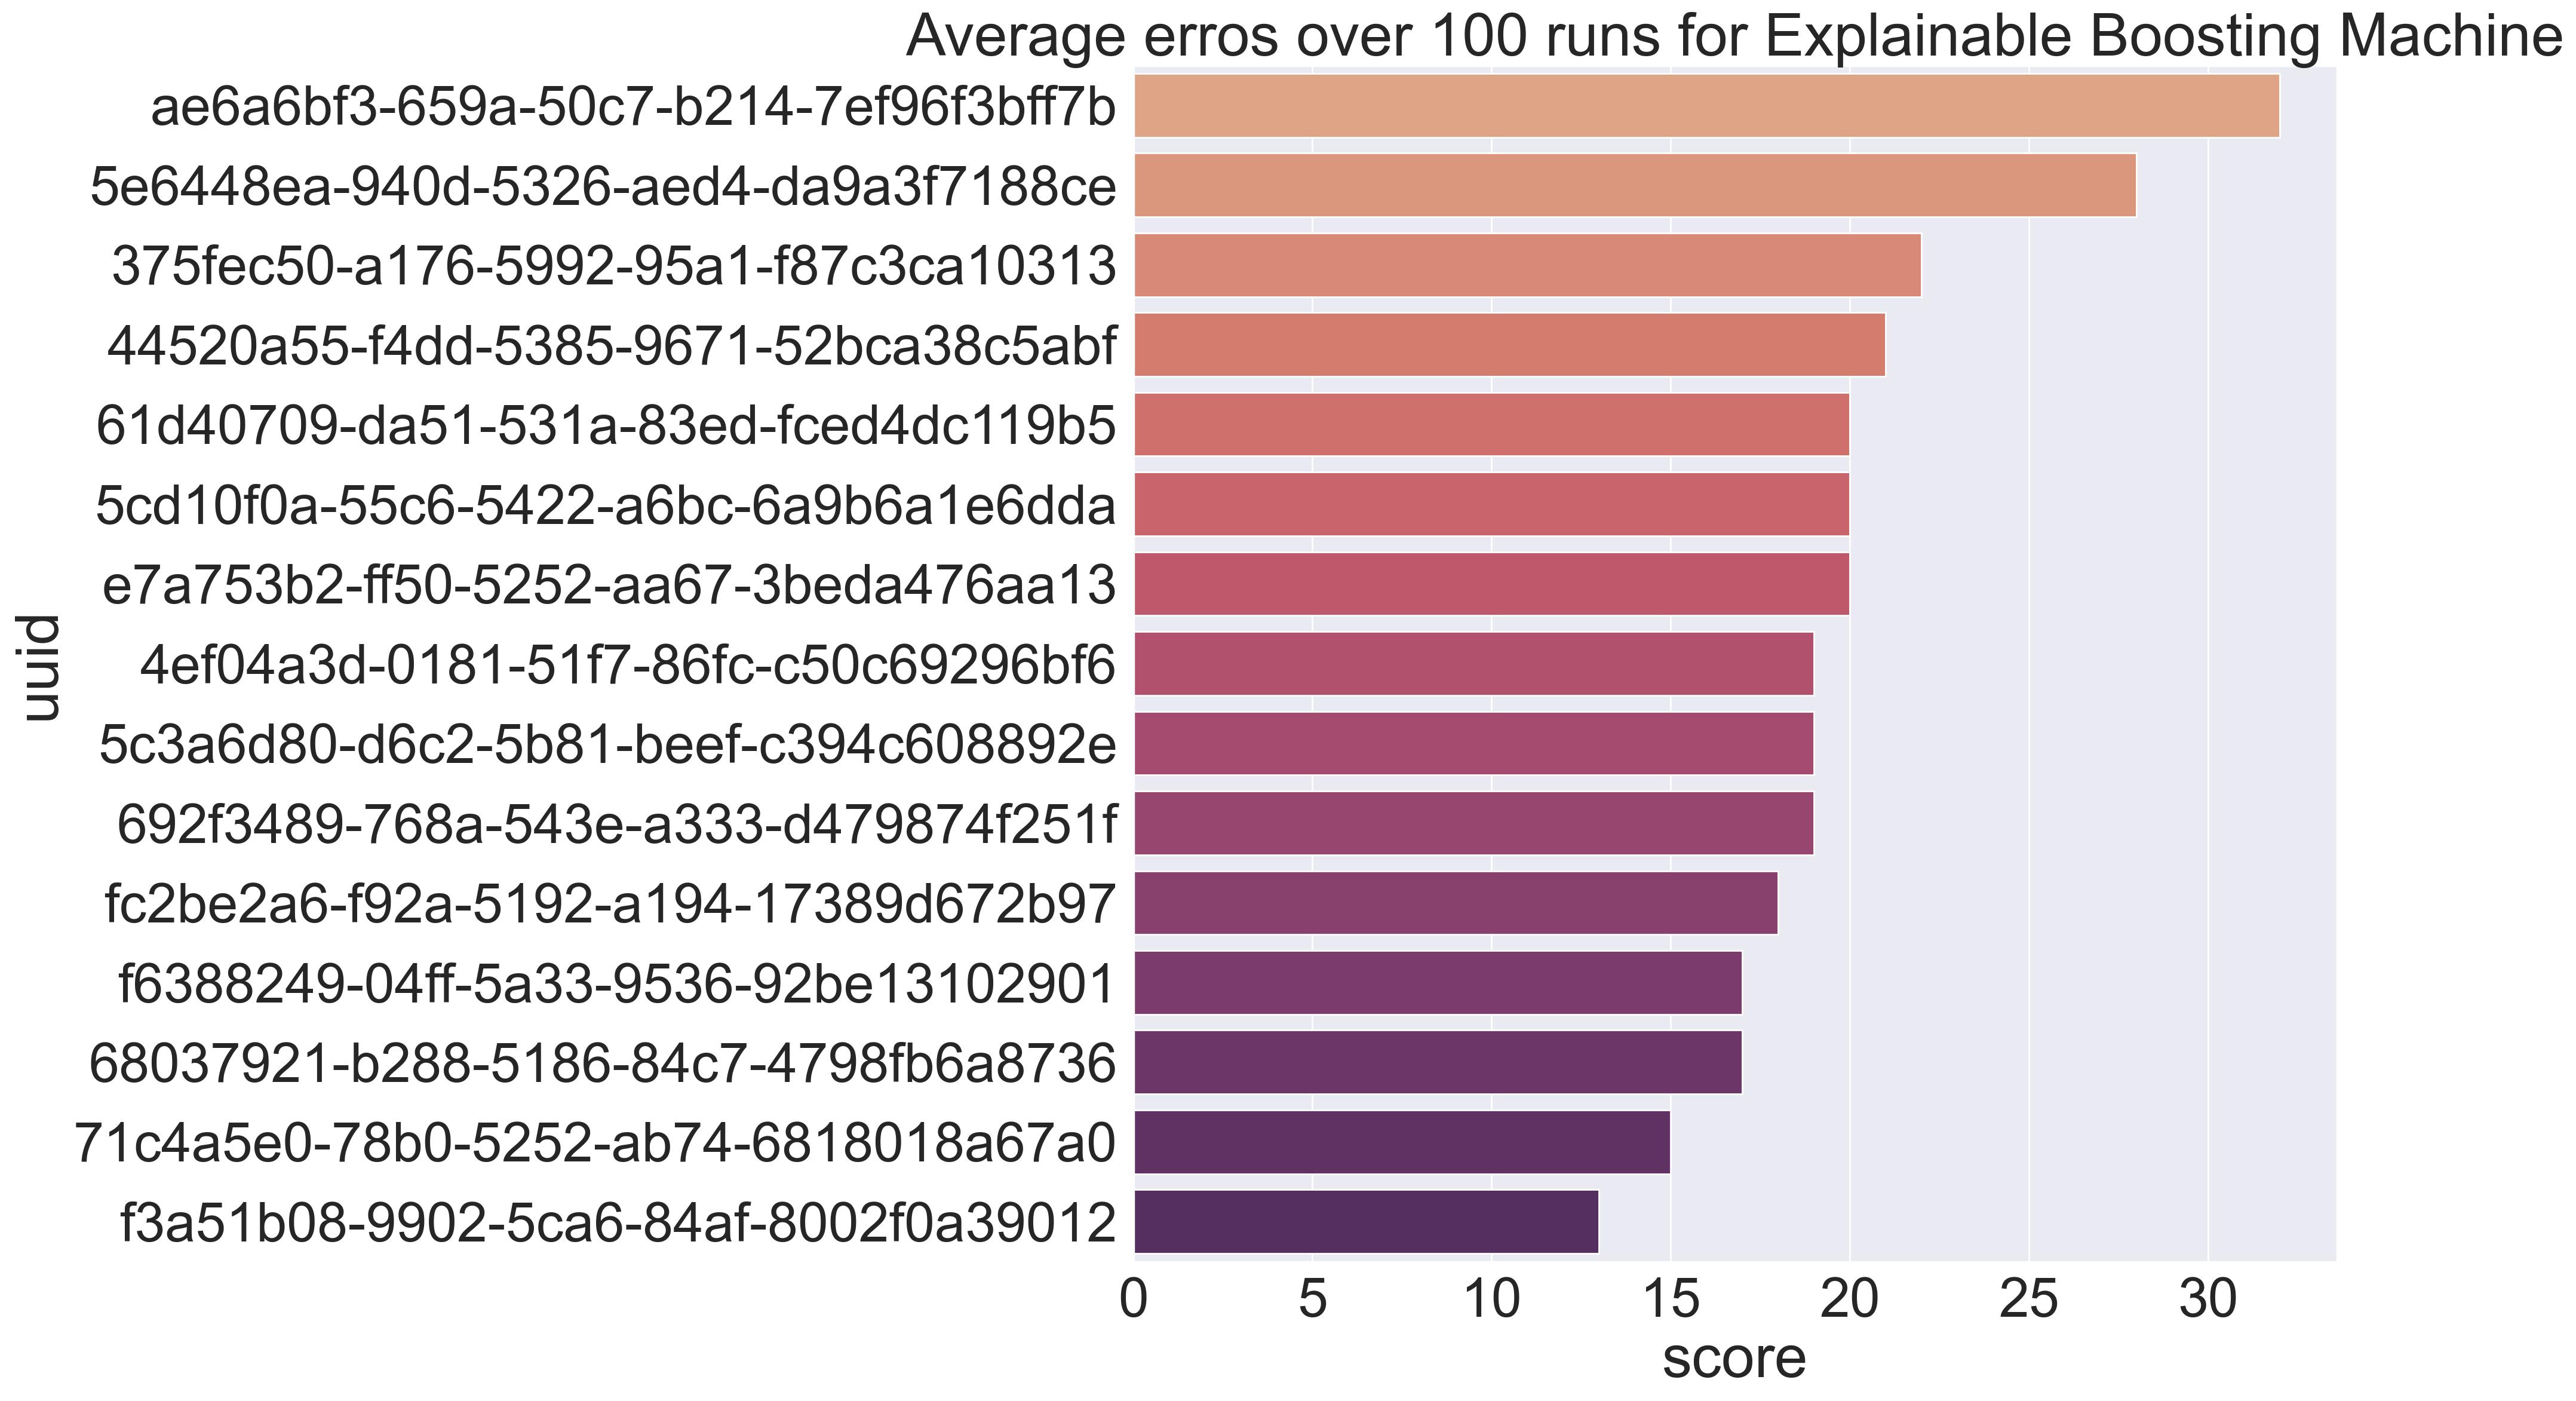 Average erros over 100 runs for Explainable Boosting Machine
ae6a6bf3-659a-50c7-b214-7ef96f3bff7b
5e6448ea-940d-5326-aed4-da9a3f7188ce
375fec50-a176-5992-95a1-f87c3ca10313
44520a55-f4dd-5385-9671-52bca38c5abf
61d40709-da51-531a-83ed-fced4dc119b5
5cd10f0a-55c6-5422-a6bc-6a9b6a1e6dda
e7a753b2-ff50-5252-aa67-3beda476aa13
4ef04a3d-0181-51f7-86fc-c50c69296bf6
5c3a6d80-d6c2-5b81-beef-c394c608892e
692f3489-768a-543e-a333-d479874f251f
fc2be2a6-f92a-5192-a194-17389d672b97
f6388249-04ff-5a33-9536-92be13102901
68037921-b288-5186-84c7-4798fb6a8736
71c4a5e0-78b0-5252-ab74-6818018a67a0
f3a51b08-9902-5ca6-84af-8002f0a39012
uuid
0 5 10 15 20 25 30
score